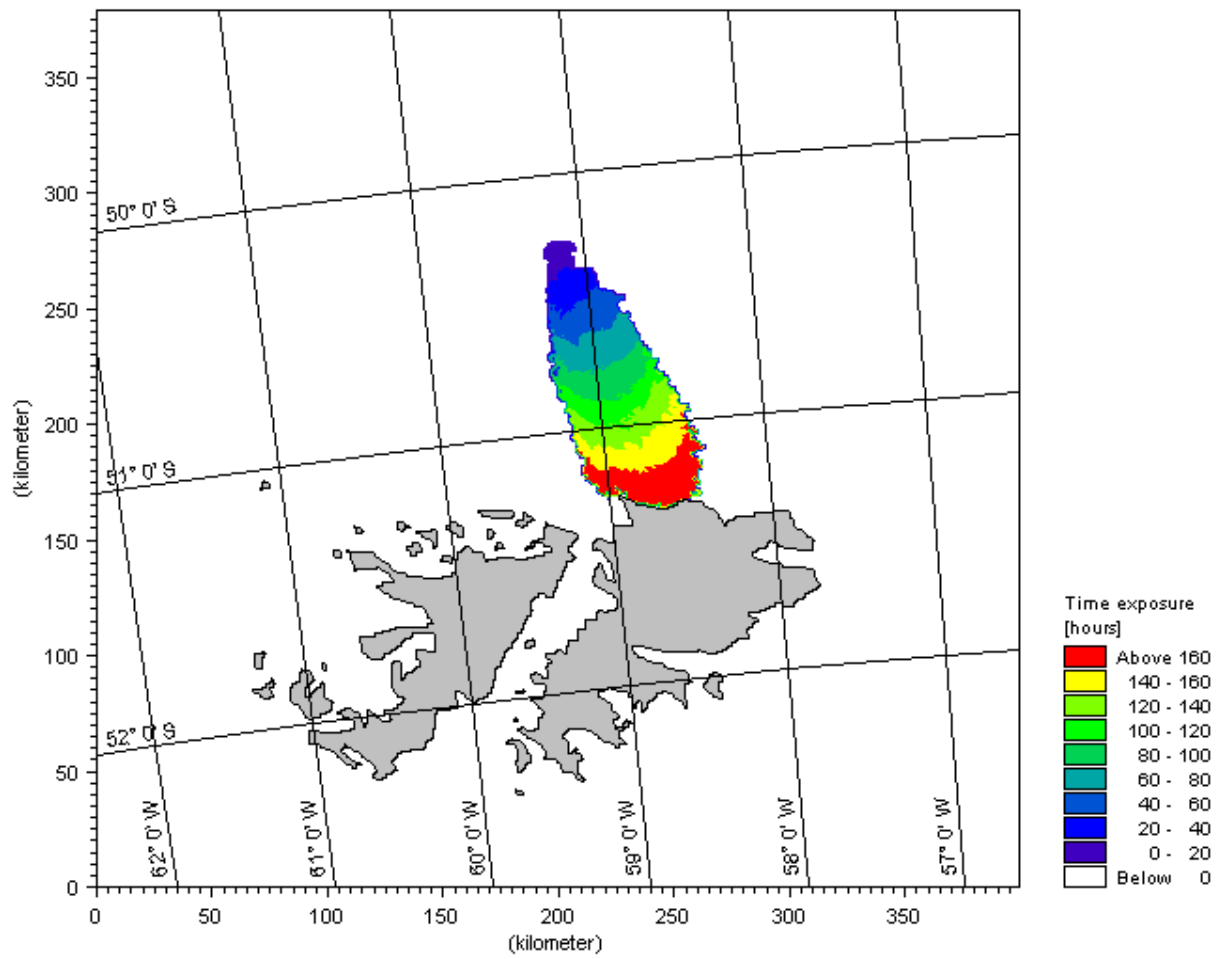 350
300
250
200
150
100
50
0
(kilometer)
50° 0' S
51° 0' S
52° 0' S
62° 0' W
61° 0' W
60° 0' W
59° 0' W
58° 0' W
57° 0' W
0 50 100 150 200 250 300 350
(kilometer)
Time exposure
[hours]
Above 160
140 - 160
120 - 140
100 - 120
80 - 100
60 - 80
40 - 60
20 - 40
0 - 20
Below 0